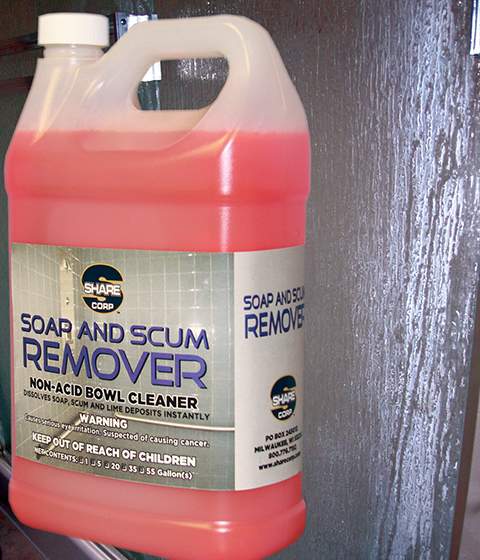 SHARE
CORP
SOAP AND SCUM
REMOVER
NON-ACID BOWL CLEANER
DISSOLVES SOAP, SCUM AND LIME DEPOSITS INSTANTLY
WARNING
Causes serious eye irritation. Suspected of causing cancer.
KEEP OUT OF REACH OF CHILDREN
NET CONTENTS: □1 □5 □20 □35 □55 Gallon(s)
SOAP AND SCUM
REMOVER
SHARE
CORP
PO BOX
MILWAUKEE, WI
www.sharecorp.com